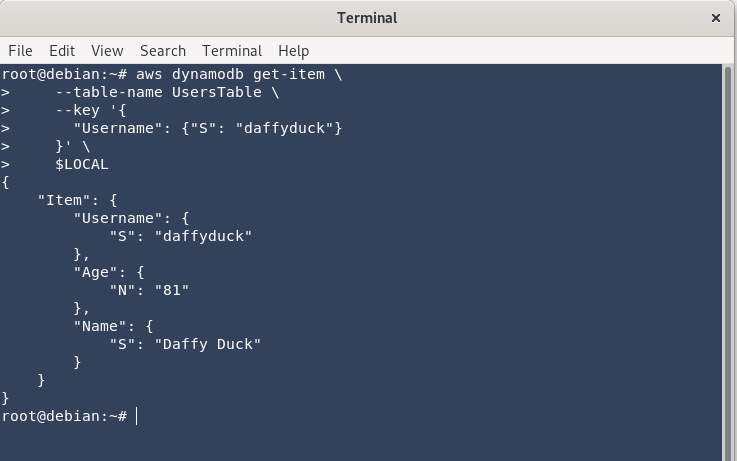 Terminal
×
File Edit View Search Terminal Help
root@debian:~# aws dynamodb get-item \
>     --table-name UsersTable \
>     --key '{
>       "Username": {"S": "daffyduck"}
>     }' \
>     $LOCAL
{
    "Item": {
        "Username": {
            "S": "daffyduck"
        },
        "Age": {
            "N": "81"
        },
        "Name": {
            "S": "Daffy Duck"
        }
    }
}
root@debian:~#